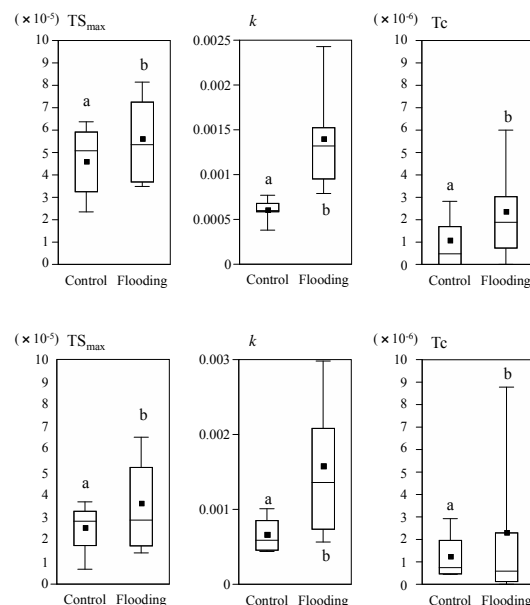 (×10⁻⁵) TS_max k (×10⁻⁶) Tc
10 0.0025 10
9 9
8 b 0.002 8
7 a 7 b
6 0.0015 6
5 5
4 0.001 a 4 a
3 3
2 0.0005 b 2
1 1
0 0 0
Control Flooding Control Flooding Control Flooding
(×10⁻⁵) TS_max k (×10⁻⁶) Tc
10 0.003 10
9 9 b
8 8
7 b 0.002 7
6 6
5 a 5
4 a 4 a
3 0.001 3
2 2
1 b 1
0 0 0
Control Flooding Control Flooding Control Flooding